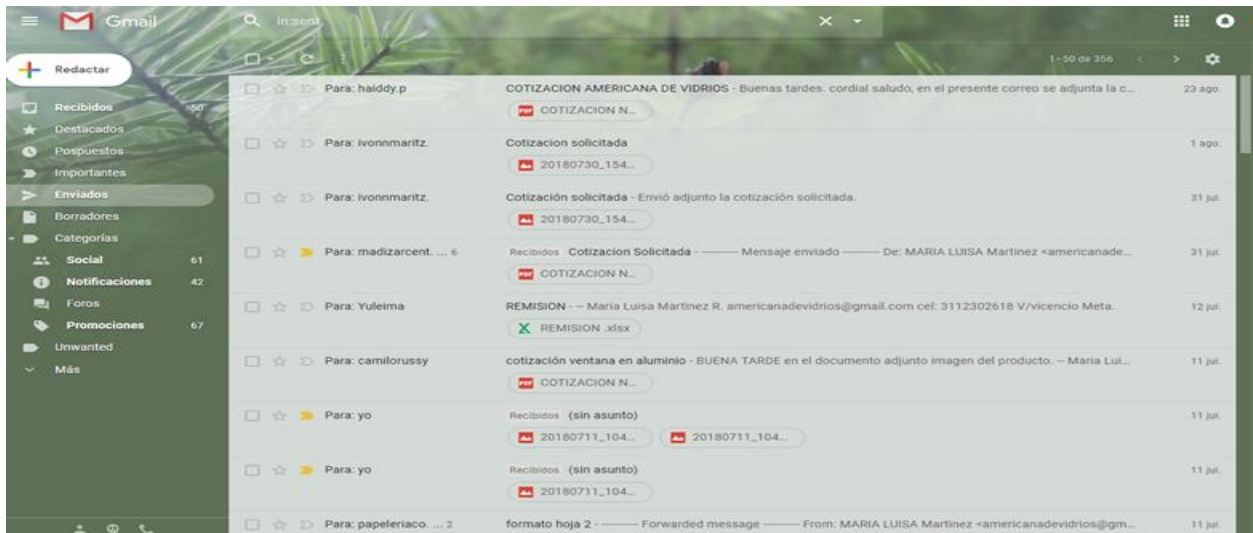 Gmail
in:sent
Redactar
1-50 de 356
Recibidos 50
Destacados
Pospuestos
Importantes
Enviados
Borradores
Categorías
Social 61
Notificaciones 42
Foros
Promociones 67
Unwanted
Más
Para: haiddy.p COTIZACION AMERICANA DE VIDRIOS - Buenas tardes. cordial saludo, en el presente correo se adjunta la c... 23 ago.
PDF COTIZACION N...
Para: ivonnmaritz. Cotizacion solicitada 1 ago.
20180730_154...
Para: ivonnmaritz. Cotización solicitada - Envió adjunto la cotización solicitada. 31 jul.
20180730_154...
Para: madizarcent. ... 6 Recibidos Cotizacion Solicitada - ---------- Mensaje enviado ---------- De: MARIA LUISA Martinez <americanade... 31 jul.
PDF COTIZACION N...
Para: Yuleima REMISION - -- Maria Luisa Martinez R. americanadevidrios@gmail.com cel: 3112302618 V/vicencio Meta. 12 jul.
X REMISION .xlsx
Para: camilorussy cotización ventana en aluminio - BUENA TARDE en el documento adjunto imagen del producto. -- Maria Lui... 11 jul.
PDF COTIZACION N...
Para: yo Recibidos (sin asunto) 11 jul.
20180711_104... 20180711_104...
Para: yo Recibidos (sin asunto) 11 jul.
20180711_104...
Para: papeleriaco. ... 2 formato hoja 2 - ---------- Forwarded message ---------- From: MARIA LUISA Martinez <americanadevidrios@gm... 11 jul.